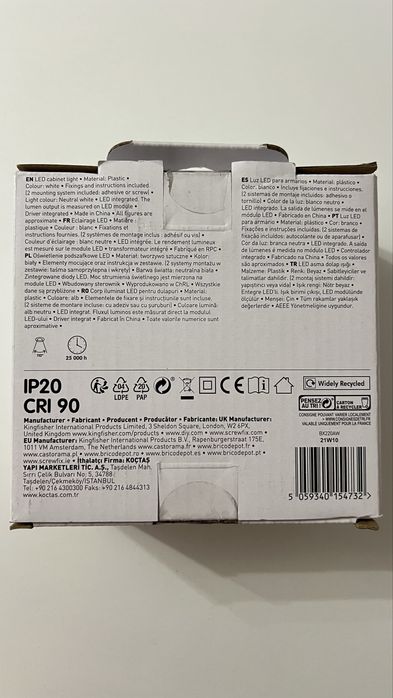 EN LED cabinet light • Material: Plastic •
Colour: white • Fixings and instructions included.
(2 mounting system included: adhesive or screw) •
Light colour: Neutral white • LED integrated. The
lumen output is measured on LED module •
Driver integrated • Made in China • All figures are
approximate • FR Eclairage LED • Matière :
plastique • Couleur : blanc • Fixations et
instructions fournies. (2 systèmes de montage inclus : adhésif ou vis) •
Couleur d'éclairage : blanc neutre • LED intégrée. Le rendement lumineux
est mesuré sur le module LED • transformateur intégré • Fabriqué en RPC •
PL Oświetlenie podszafkowe LED • Materiał: tworzywo sztuczne • Kolor:
biały • Elementy mocujące oraz instrukcja w zestawie. (2 systemy montażu w
zestawie: taśma samoprzylepna i wkręty) • Barwa światła: neutralna biała •
Zintegrowane diody LED. Moc strumienia świetlnego jest mierzona na
module LED • Wbudowany sterownik • Wyprodukowano w ChRL • Wszystkie
dane są przybliżone • RO Corp iluminat LED pentru dulapuri • Material:
plastic • Culoare: alb • Elementele de fixare și instrucțiunile sunt incluse
(2 sisteme de montare incluse: cu adeziv sau cu șuruburi) • Culoare lumină:
alb neutru • LED integrat. Fluxul luminos este măsurat direct la modulul
LED-ului • Driver integrat • Fabricat în China • Toate valorile numerice sunt
aproximative •
ES Luz LED para armarios • Material: plástico •
Color: blanco • Incluye fijaciones e instrucciones.
(2 sistemas de montaje incluidos: adhesivo o
tornillo) • Color de la luz: blanco neutro •
LED integrado. La salida de lúmenes se mide en el
módulo LED • Fabricado en China • PT Luz LED
para armário • Material: plástico • Cor: branco •
Fixações e instruções incluídas. (2 sistemas de
fixação incluídos: autocolante ou de aparafusar) •
Cor da luz: branca neutra • LED integrado. A saída
de lúmenes é medida no módulo LED • Controlador
integrado • Fabricado na China • Todos os valores
são aproximados • TR LED asma dolap ışığı •
Malzeme: Plastik • Renk: Beyaz • Sabitleyiciler ve
talimatlar dahildir. (2 montaj sistemi dahildir:
yapıştırıcı veya vida) • Işık rengi: Nötr beyaz •
Entegre LED'li. Işık birimi çıkışı, LED modülünde
ölçülür • Menşei: Çin • Tüm rakamlar yaklaşık
değerlerdir • AEEE Yönetmeliğine uygundur.
110°
25 000 h
IP20
CRI 90
04
LDPE
20
PAP
CE
Widely Recycled
PENSEZ
AU TRI !
CARTON
À RECYCLER
CONSIGNE POUVANT VARIER LOCALEMENT
> WWW.CONSIGNESDETRI.FR
VALABLE UNIQUEMENT POUR LA FRANCE
Manufacturer • Fabricant • Producent • Producător • Fabricante: UK Manufacturer:
Kingfisher International Products Limited, 3 Sheldon Square, London, W2 6PX,
United Kingdom www.kingfisher.com/products • www.diy.com • www.screwfix.com •
EU Manufacturer: Kingfisher International Products B.V., Rapenburgerstraat 175E,
1011 VM Amsterdam, The Netherlands www.castorama.fr • www.bricodepot.fr •
www.castorama.pl • www.bricodepot.ro • www.bricodepot.es • www.bricodepot.pt •
www.screwfix.ie • İthalatçı Firma: KOÇTAŞ
YAPI MARKETLERİ TİC. A.Ş., Taşdelen Mah.
Sırrı Çelik Bulvarı No: 5, 34788
Taşdelen/Çekmeköy/İSTANBUL
Tel: +90 216 4300300 Faks: +90 216 4844313
www.koctas.com.tr
BX220AW
21W10
5 059340 154732 >